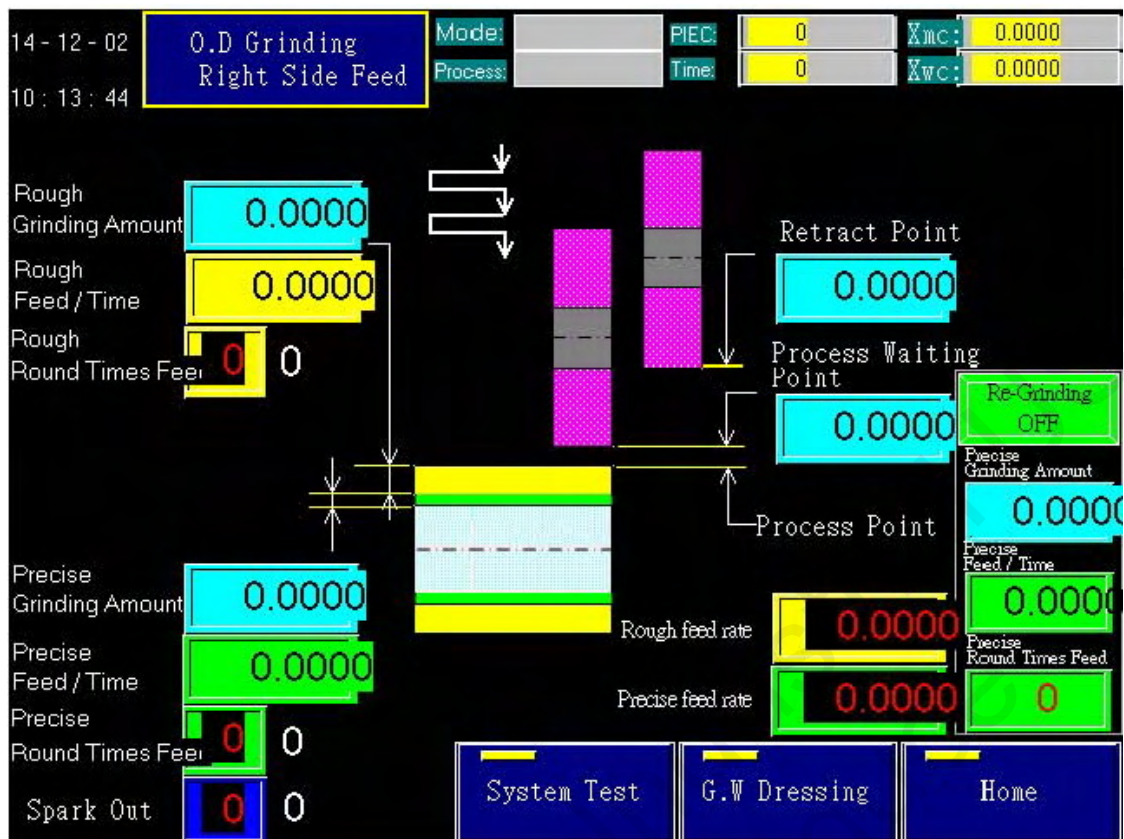 14 - 12 - 02
10 : 13 : 44
O.D Grinding
Right Side Feed
Mode:
Process:
PIEC: 0
Time: 0
Xmc: 0.0000
Xwc: 0.0000
Rough
Grinding Amount 0.0000
Rough
Feed / Time 0.0000
Rough
Round Times Feed 0 0
Retract Point
0.0000
Process Waiting
Point
0.0000
Process Point
Re-Grinding
OFF
Precise
Grinding Amount
0.0000
Precise
Feed / Time
0.0000
Precise
Round Times Feed
0
Precise
Grinding Amount 0.0000
Precise
Feed / Time 0.0000
Precise
Round Times Feed 0 0
Spark Out 0 0
Rough feed rate 0.0000
Precise feed rate 0.0000
System Test
G.W Dressing
Home